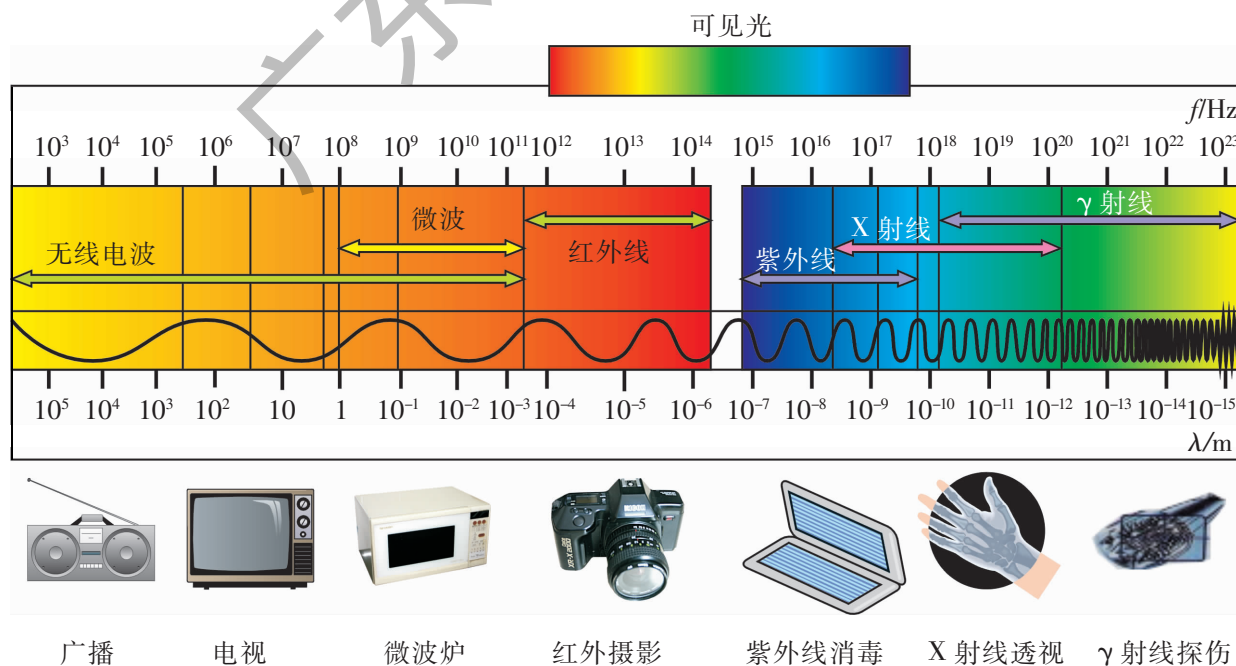 广东
可见光
f/Hz
10³ 10⁴ 10⁵ 10⁶ 10⁷ 10⁸ 10⁹ 10¹⁰ 10¹¹ 10¹² 10¹³ 10¹⁴ 10¹⁵ 10¹⁶ 10¹⁷ 10¹⁸ 10¹⁹ 10²⁰ 10²¹ 10²² 10²³
γ 射线
微波 X 射线
无线电波 红外线 紫外线
10⁵ 10⁴ 10³ 10² 10 1 10⁻¹ 10⁻² 10⁻³ 10⁻⁴ 10⁻⁵ 10⁻⁶ 10⁻⁷ 10⁻⁸ 10⁻⁹ 10⁻¹⁰ 10⁻¹¹ 10⁻¹² 10⁻¹³ 10⁻¹⁴ 10⁻¹⁵
λ/m
广播 电视 微波炉 红外摄影 紫外线消毒 X 射线透视 γ 射线探伤